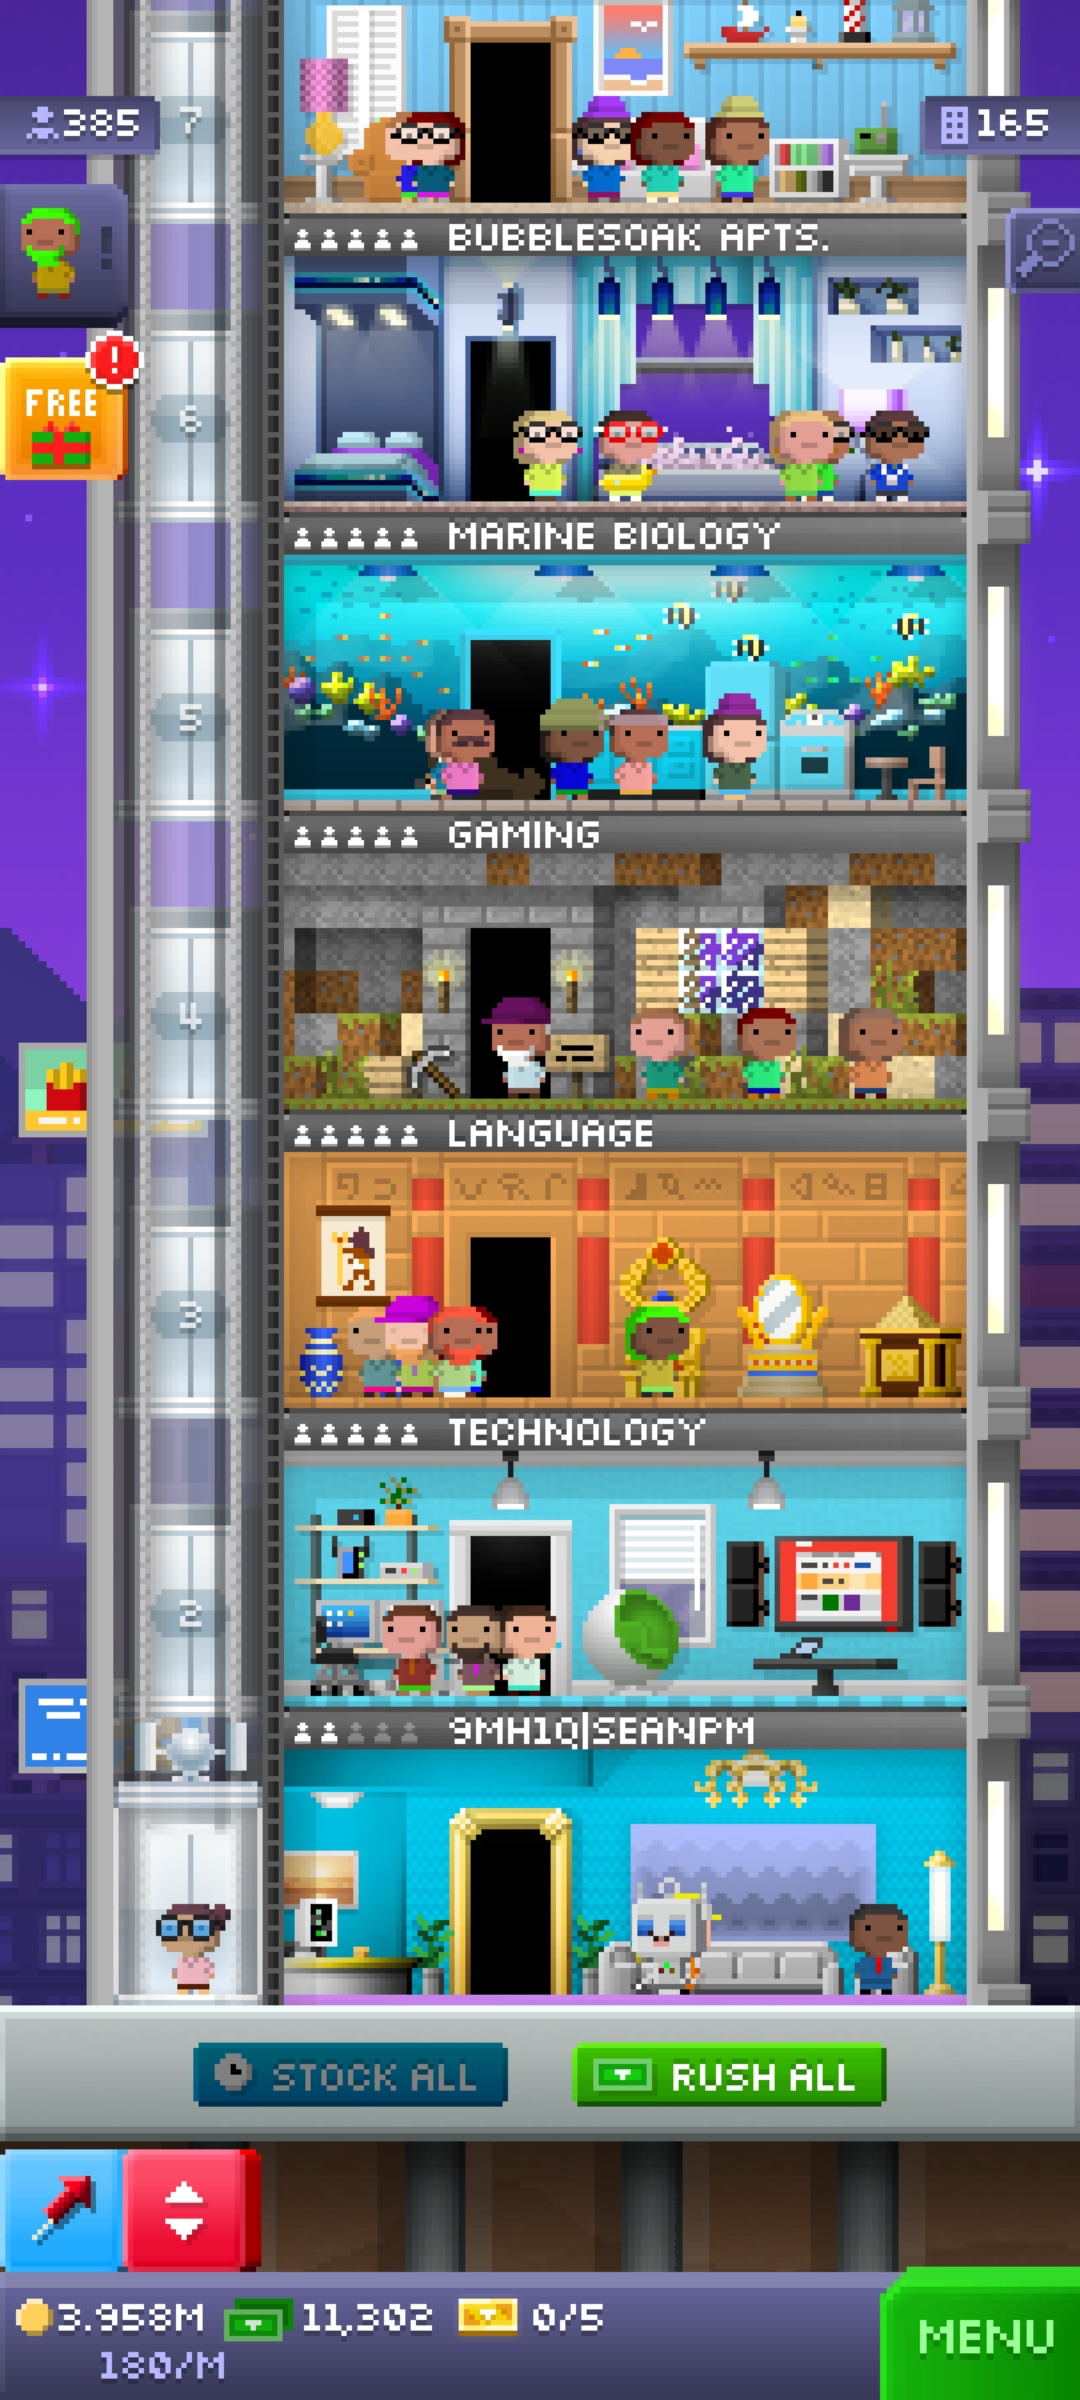 385
7
165
BUBBLESOAK APTS.
FREE
!
6
MARINE BIOLOGY
5
GAMING
4
LANGUAGE
3
TECHNOLOGY
2
9MH1Q|SEANPM
STOCK ALL
RUSH ALL
3.958M 11,302 0/5
180/M
MENU